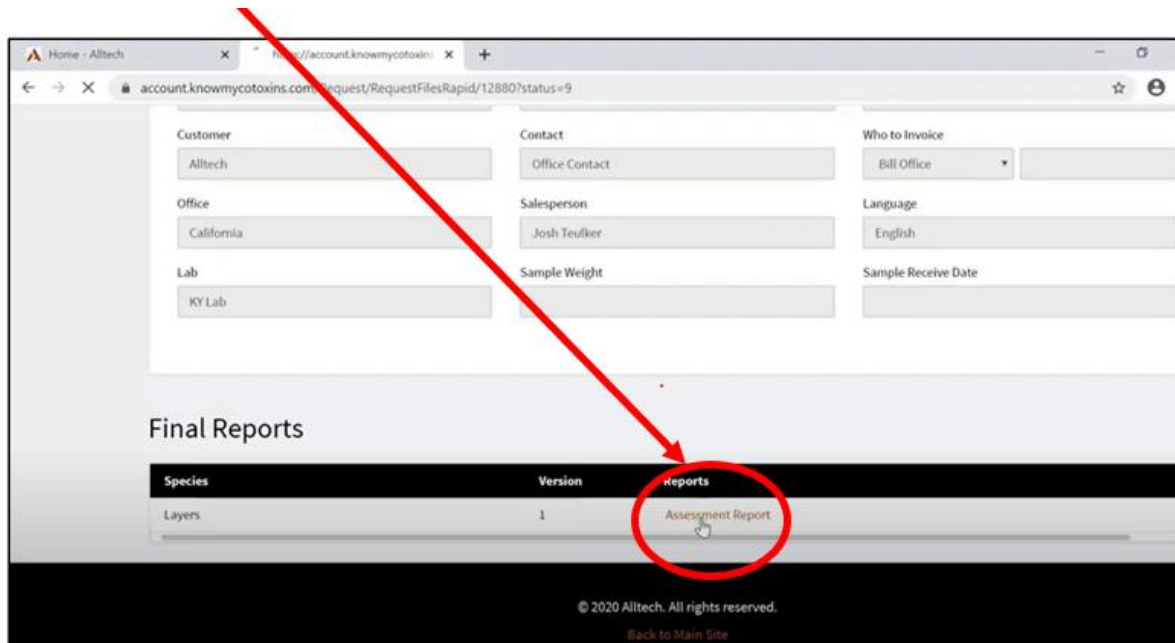 Home - Alltech
account.knowmycotoxins.com/Request/RequestFilesRapid/12880?status=9
Customer Contact Who to Invoice
Alltech Office Contact Bill Office
Office Salesperson Language
California Josh Teulker English
Lab Sample Weight Sample Receive Date
KY Lab
Final Reports
Species Version Reports
Layers 1 Assessment Report
© 2020 Alltech. All rights reserved.
Back to Main Site